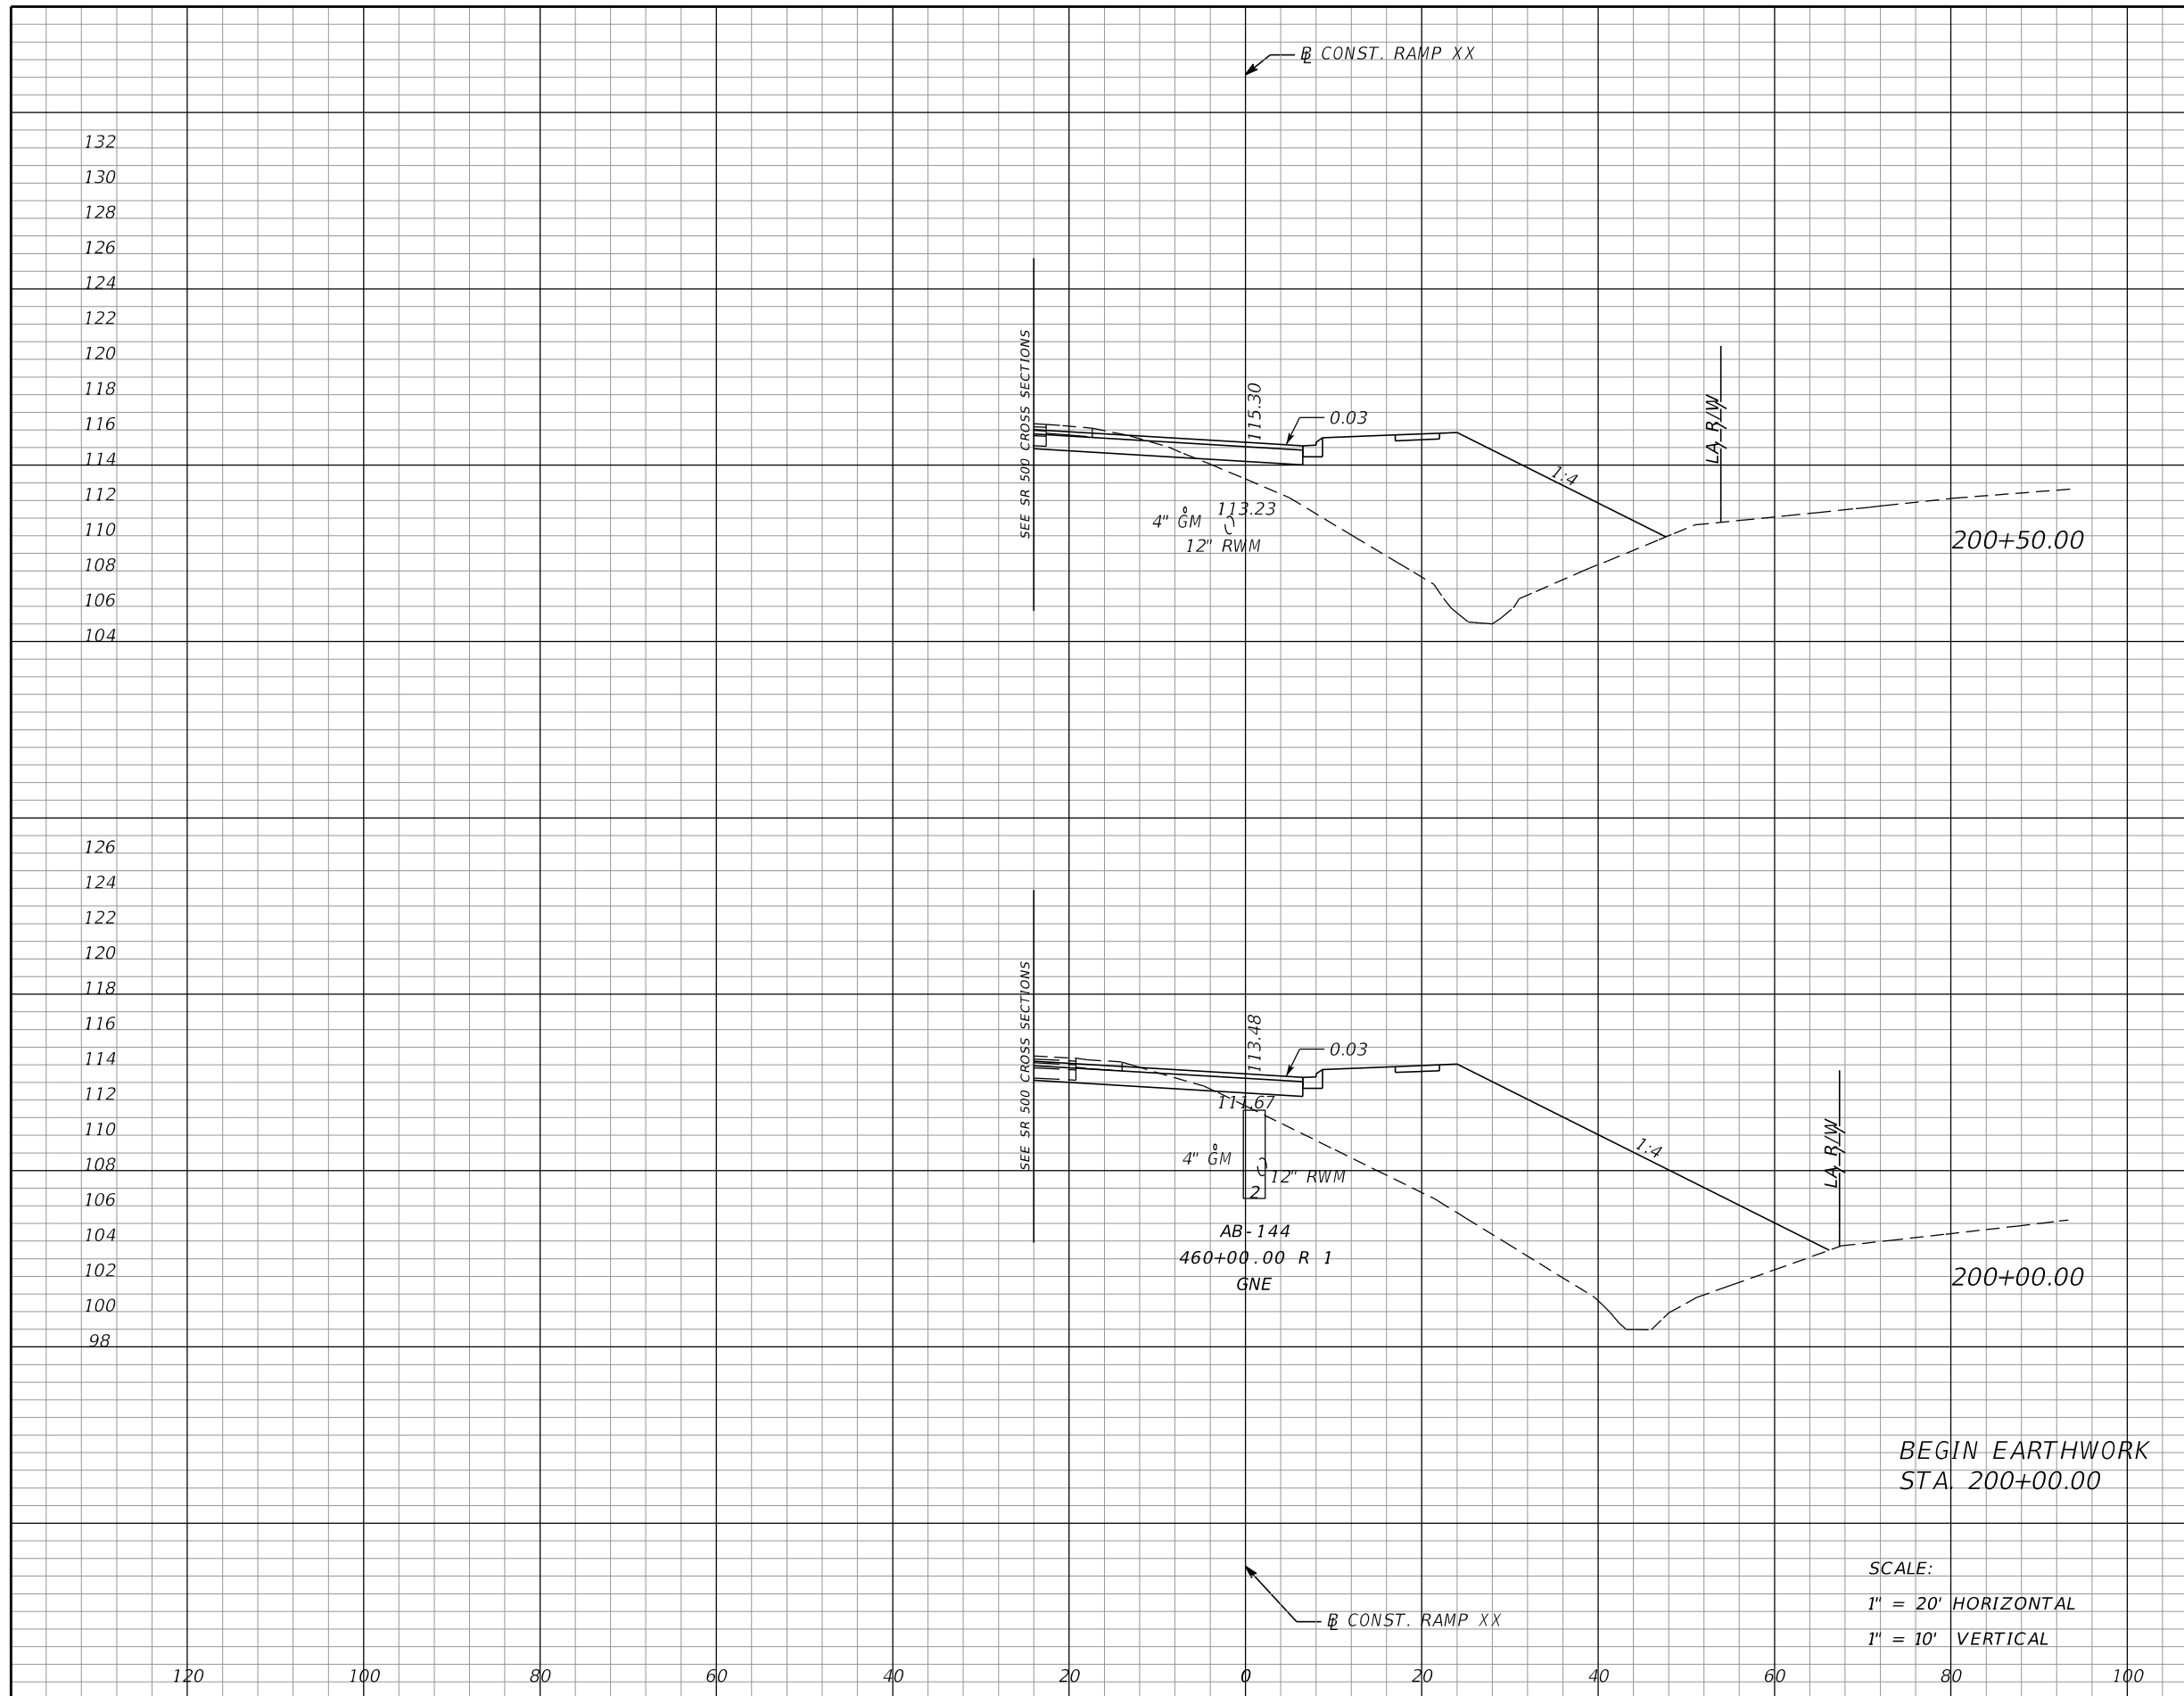 BL CONST. RAMP XX
132
130
128
126
124
122
120
118
116
114
112
110
108
106
104
SEE SR 500 CROSS SECTIONS
115.30
0.03
1:4
LA R/W
113.23
4" GM
12" RWM
200+50.00
126
124
122
120
118
116
114
112
110
108
106
104
102
100
98
SEE SR 500 CROSS SECTIONS
113.48
0.03
1:4
LA R/W
111.67
4" GM
12" RWM
2
AB-144
460+00.00 R 1
GNE
200+00.00
BEGIN EARTHWORK
STA. 200+00.00
SCALE:
1" = 20' HORIZONTAL
1" = 10' VERTICAL
BL CONST. RAMP XX
120 100 80 60 40 20 0 20 40 60 80 100